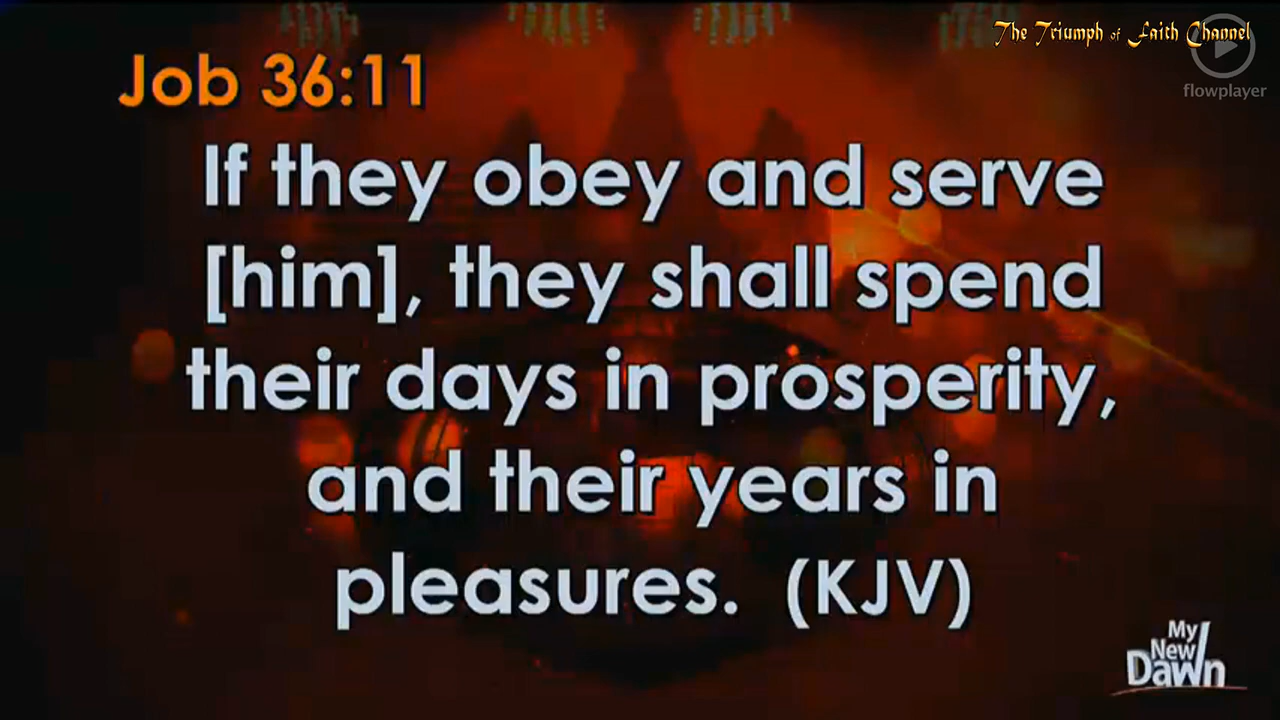 The Triumph of Faith Channel
flowplayer
Job 36:11
If they obey and serve
[him], they shall spend
their days in prosperity,
and their years in
pleasures. (KJV)
My
New
Dawn